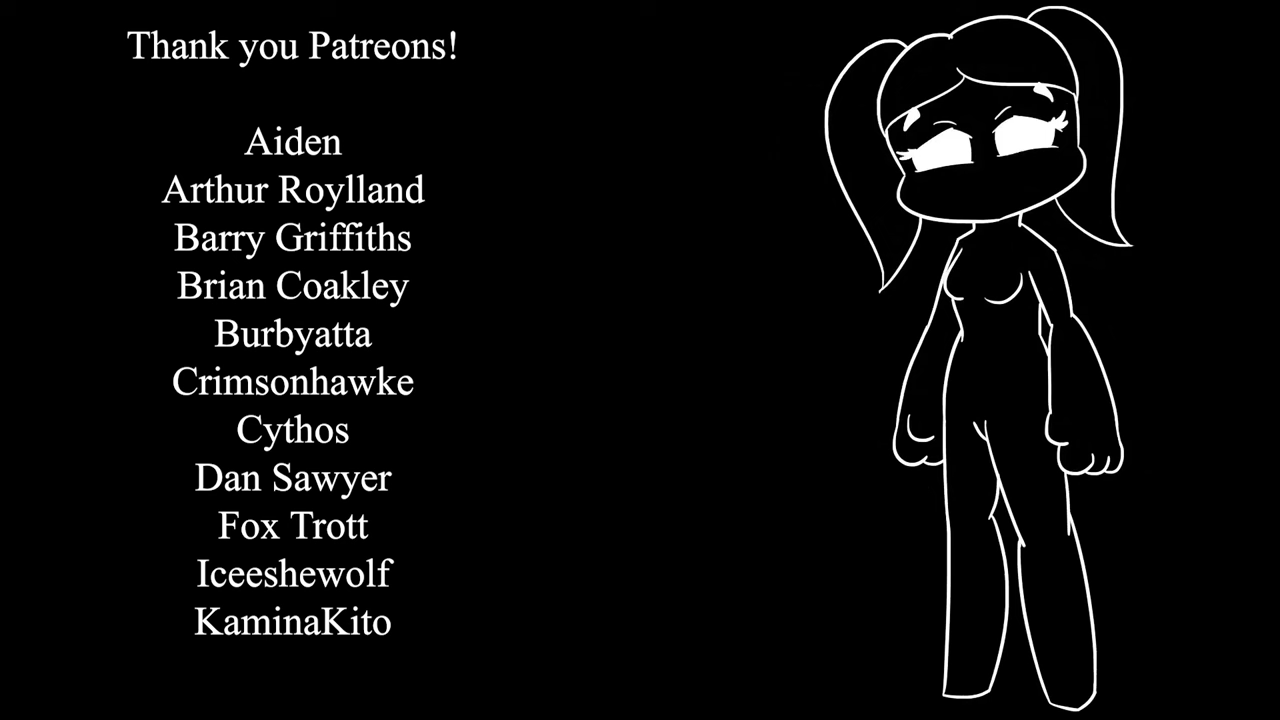 Thank you Patreons!
Aiden
Arthur Roylland
Barry Griffiths
Brian Coakley
Burbyatta
Crimsonhawke
Cythos
Dan Sawyer
Fox Trott
Iceeshewolf
KaminaKito